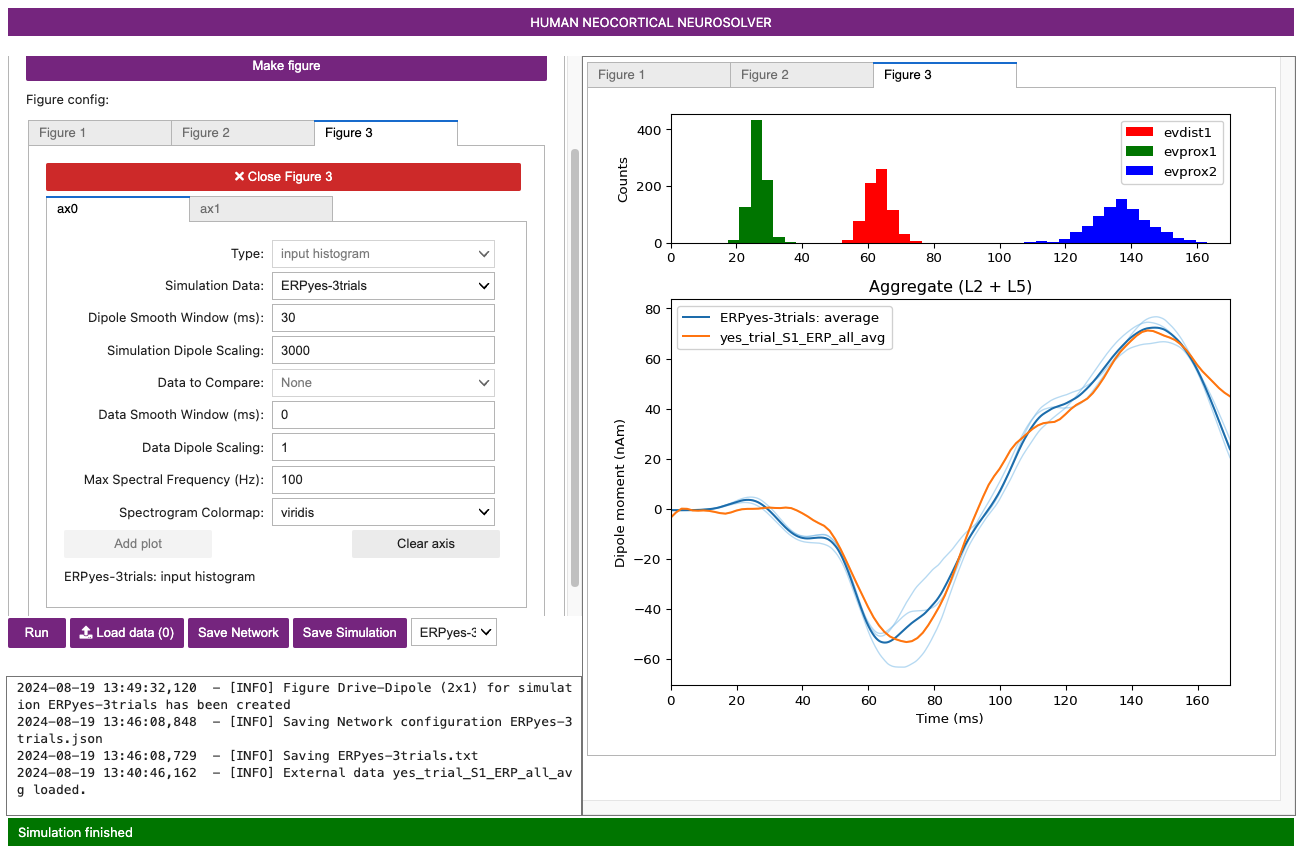 HUMAN NEOCORTICAL NEUROSOLVER
Make figure
Figure config:
Figure 1
Figure 2
Figure 3
× Close Figure 3
ax0
ax1
Type:
input histogram
Simulation Data:
ERPyes-3trials
Dipole Smooth Window (ms):
30
Simulation Dipole Scaling:
3000
Data to Compare:
None
Data Smooth Window (ms):
0
Data Dipole Scaling:
1
Max Spectral Frequency (Hz):
100
Spectrogram Colormap:
viridis
Add plot
Clear axis
ERPyes-3trials: input histogram
Run
Load data (0)
Save Network
Save Simulation
ERPyes-3
2024-08-19 13:49:32,120 - [INFO] Figure Drive-Dipole (2x1) for simulat
ion ERPyes-3trials has been created
2024-08-19 13:46:08,848 - [INFO] Saving Network configuration ERPyes-3
trials.json
2024-08-19 13:46:08,729 - [INFO] Saving ERPyes-3trials.txt
2024-08-19 13:40:46,162 - [INFO] External data yes_trial_S1_ERP_all_av
g loaded.
Figure 1
Figure 2
Figure 3
Counts
400
200
0
evdist1
evprox1
evprox2
0 20 40 60 80 100 120 140 160
Aggregate (L2 + L5)
ERPyes-3trials: average
yes_trial_S1_ERP_all_avg
Dipole moment (nAm)
80
60
40
20
0
−20
−40
−60
0 20 40 60 80 100 120 140 160
Time (ms)
Simulation finished